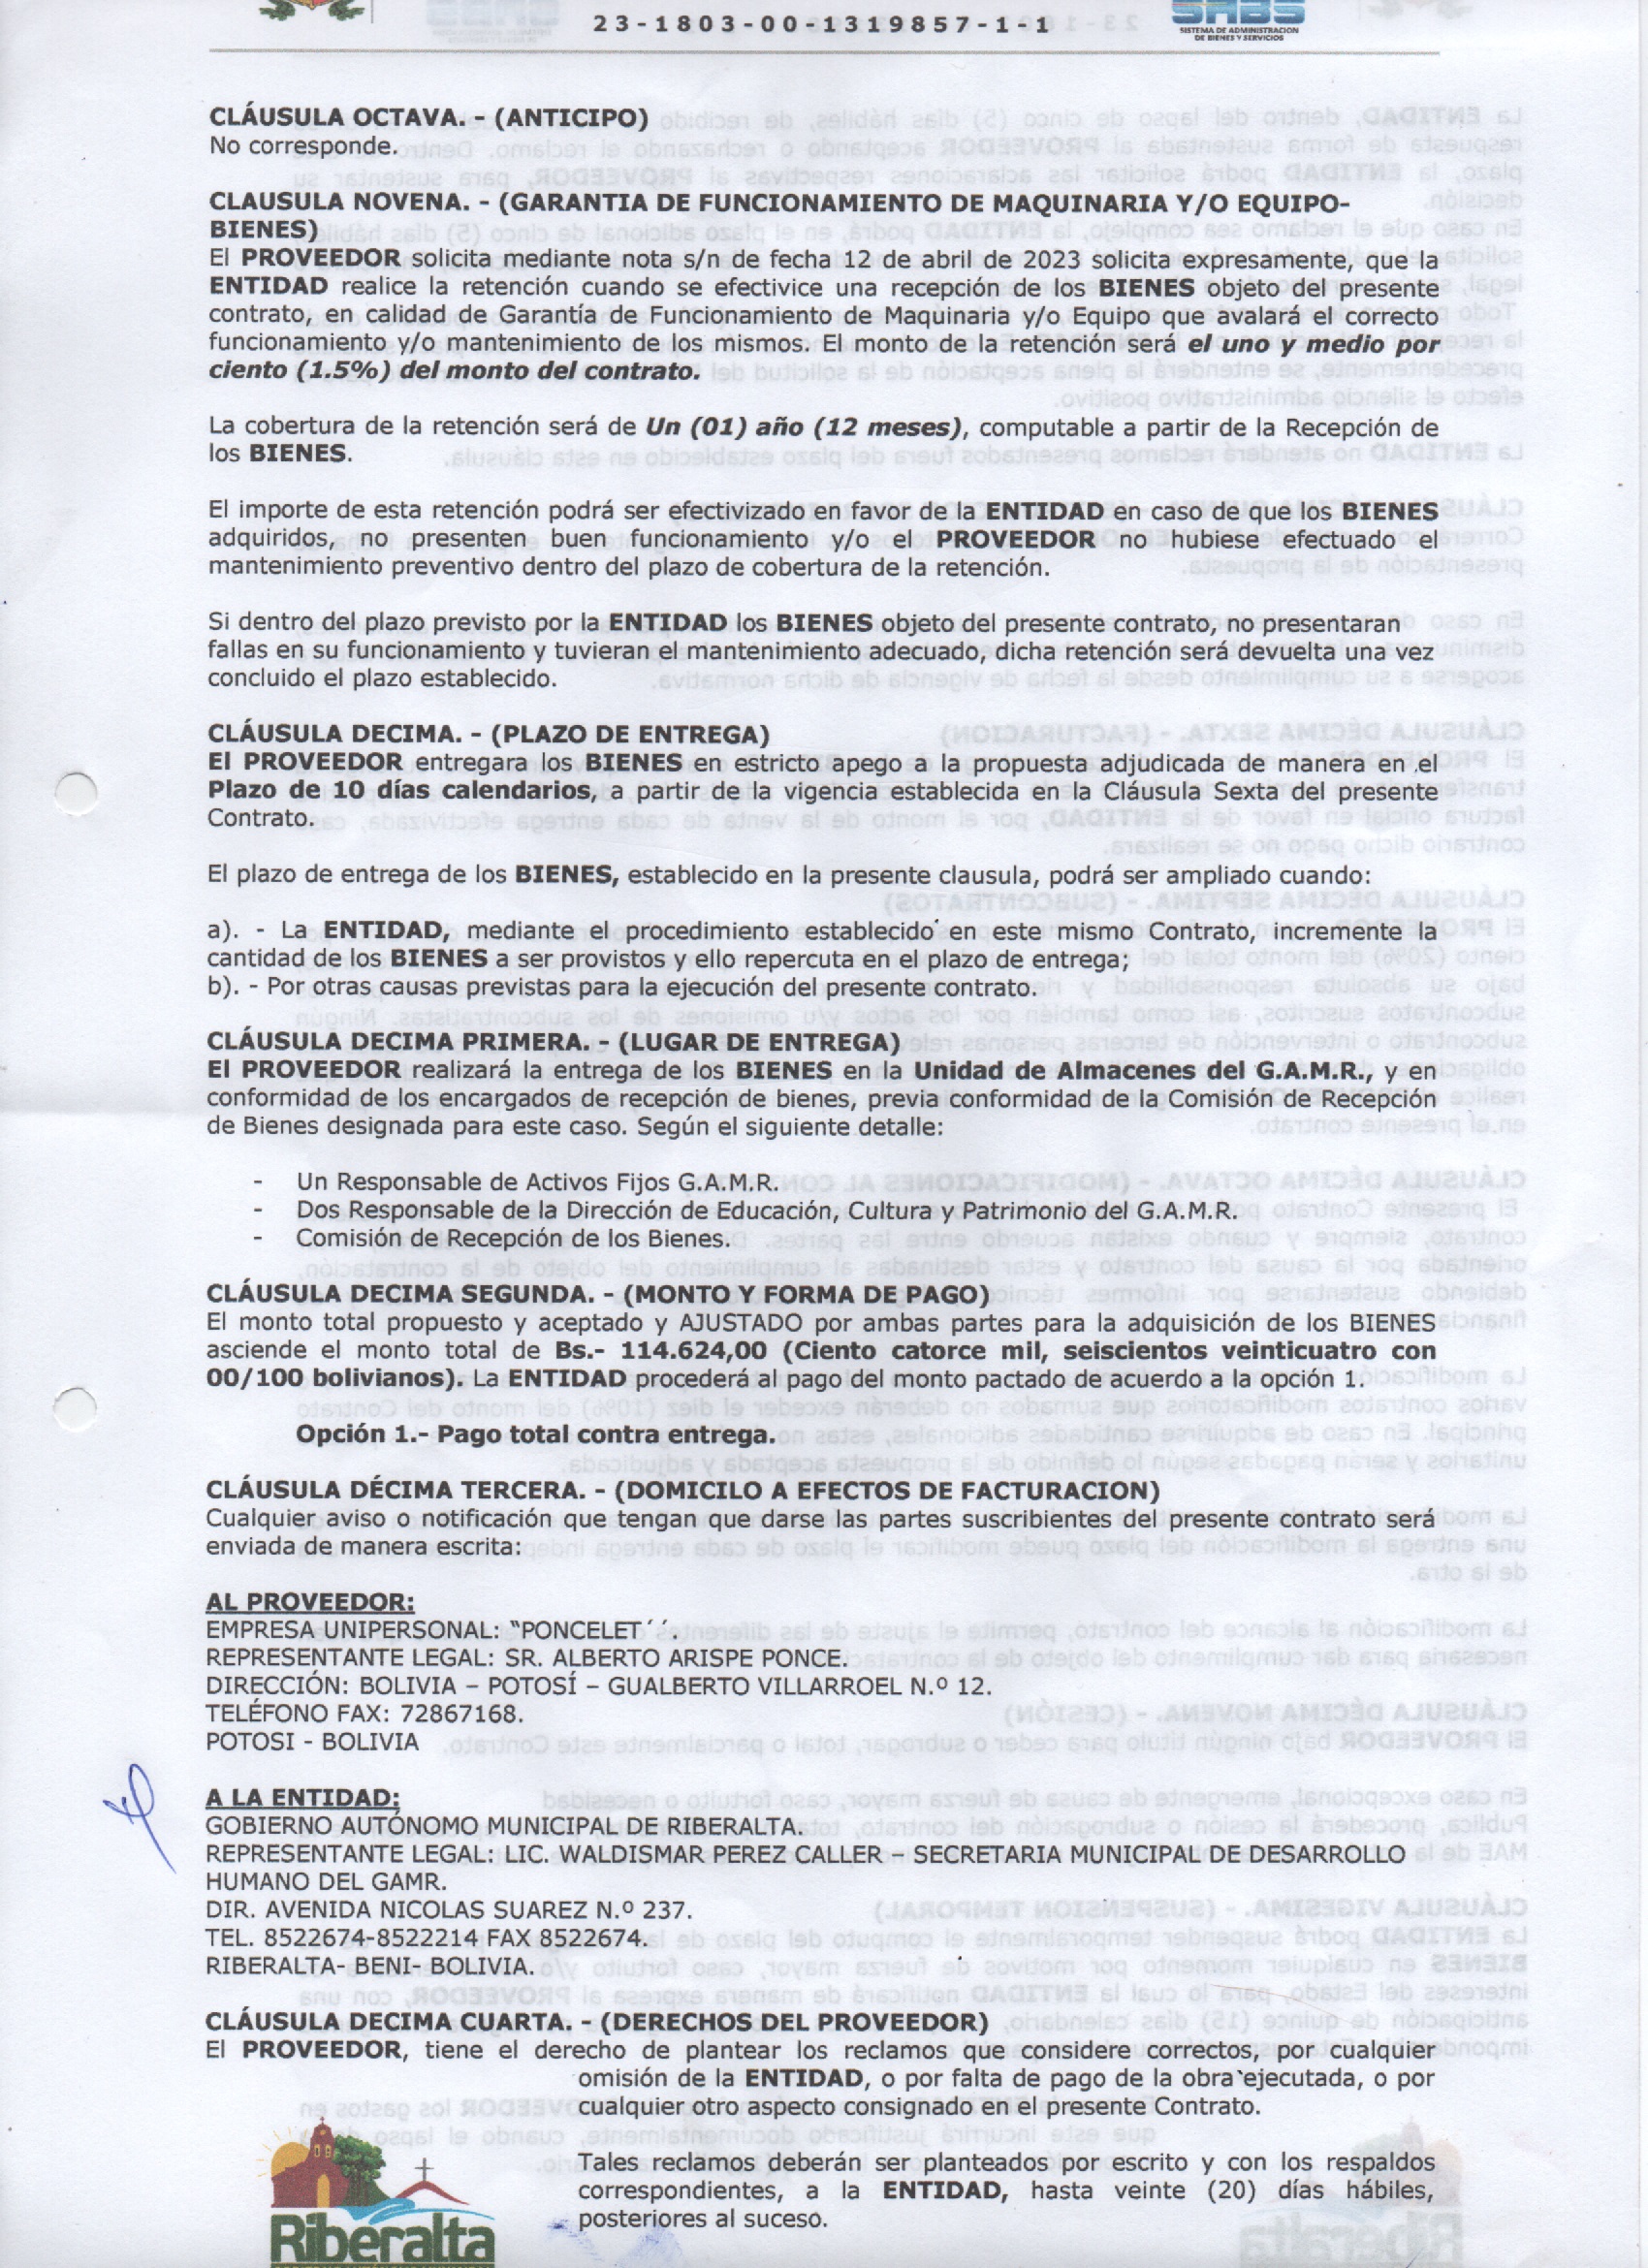 23-1803-00-1319857-1-1
SABS
SISTEMA DE ADMINISTRACION
DE BIENES Y SERVICIOS
CLÁUSULA OCTAVA. - (ANTICIPO)
No corresponde.
CLAUSULA NOVENA. - (GARANTIA DE FUNCIONAMIENTO DE MAQUINARIA Y/O EQUIPO-
BIENES)
El PROVEEDOR solicita mediante nota s/n de fecha 12 de abril de 2023 solicita expresamente, que la
ENTIDAD realice la retención cuando se efectivice una recepción de los BIENES objeto del presente
contrato, en calidad de Garantía de Funcionamiento de Maquinaria y/o Equipo que avalará el correcto
funcionamiento y/o mantenimiento de los mismos. El monto de la retención será el uno y medio por
ciento (1.5%) del monto del contrato.
La cobertura de la retención será de Un (01) año (12 meses), computable a partir de la Recepción de
los BIENES.
El importe de esta retención podrá ser efectivizado en favor de la ENTIDAD en caso de que los BIENES
adquiridos, no presenten buen funcionamiento y/o el PROVEEDOR no hubiese efectuado el
mantenimiento preventivo dentro del plazo de cobertura de la retención.
Si dentro del plazo previsto por la ENTIDAD los BIENES objeto del presente contrato, no presentaran
fallas en su funcionamiento y tuvieran el mantenimiento adecuado, dicha retención será devuelta una vez
concluido el plazo establecido.
CLÁUSULA DECIMA. - (PLAZO DE ENTREGA)
El PROVEEDOR entregara los BIENES en estricto apego a la propuesta adjudicada de manera en el
Plazo de 10 días calendarios, a partir de la vigencia establecida en la Cláusula Sexta del presente
Contrato.
El plazo de entrega de los BIENES, establecido en la presente clausula, podrá ser ampliado cuando:
a). - La ENTIDAD, mediante el procedimiento establecido en este mismo Contrato, incremente la
cantidad de los BIENES a ser provistos y ello repercuta en el plazo de entrega;
b). - Por otras causas previstas para la ejecución del presente contrato.
CLÁUSULA DECIMA PRIMERA. - (LUGAR DE ENTREGA)
El PROVEEDOR realizará la entrega de los BIENES en la Unidad de Almacenes del G.A.M.R., y en
conformidad de los encargados de recepción de bienes, previa conformidad de la Comisión de Recepción
de Bienes designada para este caso. Según el siguiente detalle:
- Un Responsable de Activos Fijos G.A.M.R.
- Dos Responsable de la Dirección de Educación, Cultura y Patrimonio del G.A.M.R.
- Comisión de Recepción de los Bienes.
CLÁUSULA DECIMA SEGUNDA. - (MONTO Y FORMA DE PAGO)
El monto total propuesto y aceptado y AJUSTADO por ambas partes para la adquisición de los BIENES
asciende el monto total de Bs.- 114.624,00 (Ciento catorce mil, seiscientos veinticuatro con
00/100 bolivianos). La ENTIDAD procederá al pago del monto pactado de acuerdo a la opción 1.
Opción 1.- Pago total contra entrega.
CLÁUSULA DÉCIMA TERCERA. - (DOMICILO A EFECTOS DE FACTURACION)
Cualquier aviso o notificación que tengan que darse las partes suscribientes del presente contrato será
enviada de manera escrita:
AL PROVEEDOR:
EMPRESA UNIPERSONAL: “PONCELET´´.
REPRESENTANTE LEGAL: SR. ALBERTO ARISPE PONCE.
DIRECCIÓN: BOLIVIA – POTOSÍ – GUALBERTO VILLARROEL N.º 12.
TELÉFONO FAX: 72867168.
POTOSI - BOLIVIA
A LA ENTIDAD:
GOBIERNO AUTÓNOMO MUNICIPAL DE RIBERALTA.
REPRESENTANTE LEGAL: LIC. WALDISMAR PEREZ CALLER – SECRETARIA MUNICIPAL DE DESARROLLO
HUMANO DEL GAMR.
DIR. AVENIDA NICOLAS SUAREZ N.º 237.
TEL. 8522674-8522214 FAX 8522674.
RIBERALTA- BENI- BOLIVIA.
CLÁUSULA DECIMA CUARTA. - (DERECHOS DEL PROVEEDOR)
El PROVEEDOR, tiene el derecho de plantear los reclamos que considere correctos, por cualquier
omisión de la ENTIDAD, o por falta de pago de la obra ejecutada, o por
cualquier otro aspecto consignado en el presente Contrato.
Tales reclamos deberán ser planteados por escrito y con los respaldos
correspondientes, a la ENTIDAD, hasta veinte (20) días hábiles,
posteriores al suceso.
Riberalta